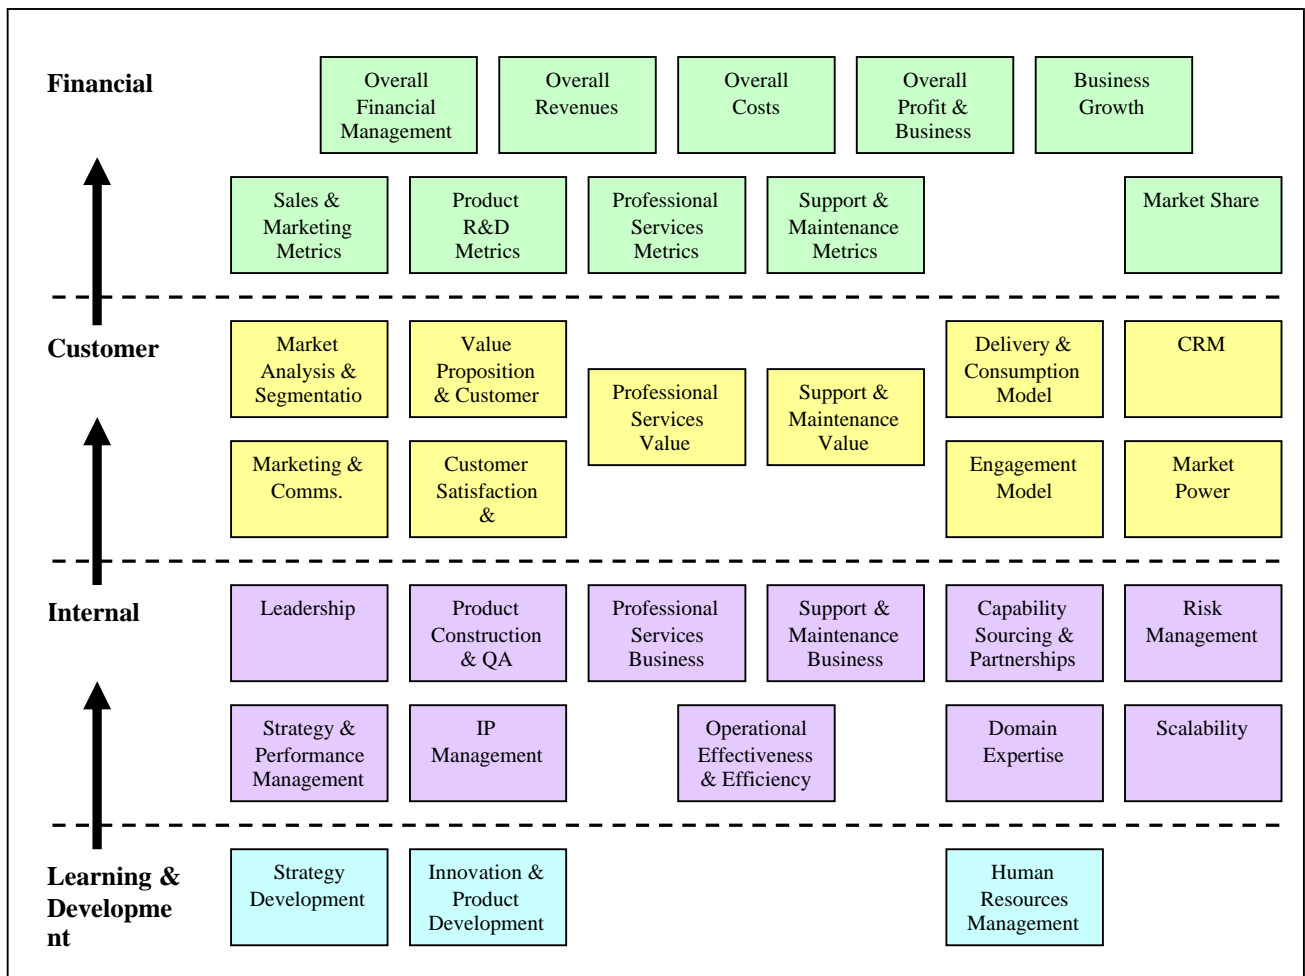 Financial
Overall
Financial
Management
Overall
Revenues
Overall
Costs
Overall
Profit &
Business
Business
Growth
Sales &
Marketing
Metrics
Product
R&D
Metrics
Professional
Services
Metrics
Support &
Maintenance
Metrics
Market Share
Customer
Market
Analysis &
Segmentatio
Value
Proposition
& Customer
Professional
Services
Value
Support &
Maintenance
Value
Delivery &
Consumption
Model
CRM
Marketing &
Comms.
Customer
Satisfaction
&
Engagement
Model
Market
Power
Internal
Leadership
Product
Construction
& QA
Professional
Services
Business
Support &
Maintenance
Business
Capability
Sourcing &
Partnerships
Risk
Management
Strategy &
Performance
Management
IP
Management
Operational
Effectiveness
& Efficiency
Domain
Expertise
Scalability
Learning &
Developme
nt
Strategy
Development
Innovation &
Product
Development
Human
Resources
Management